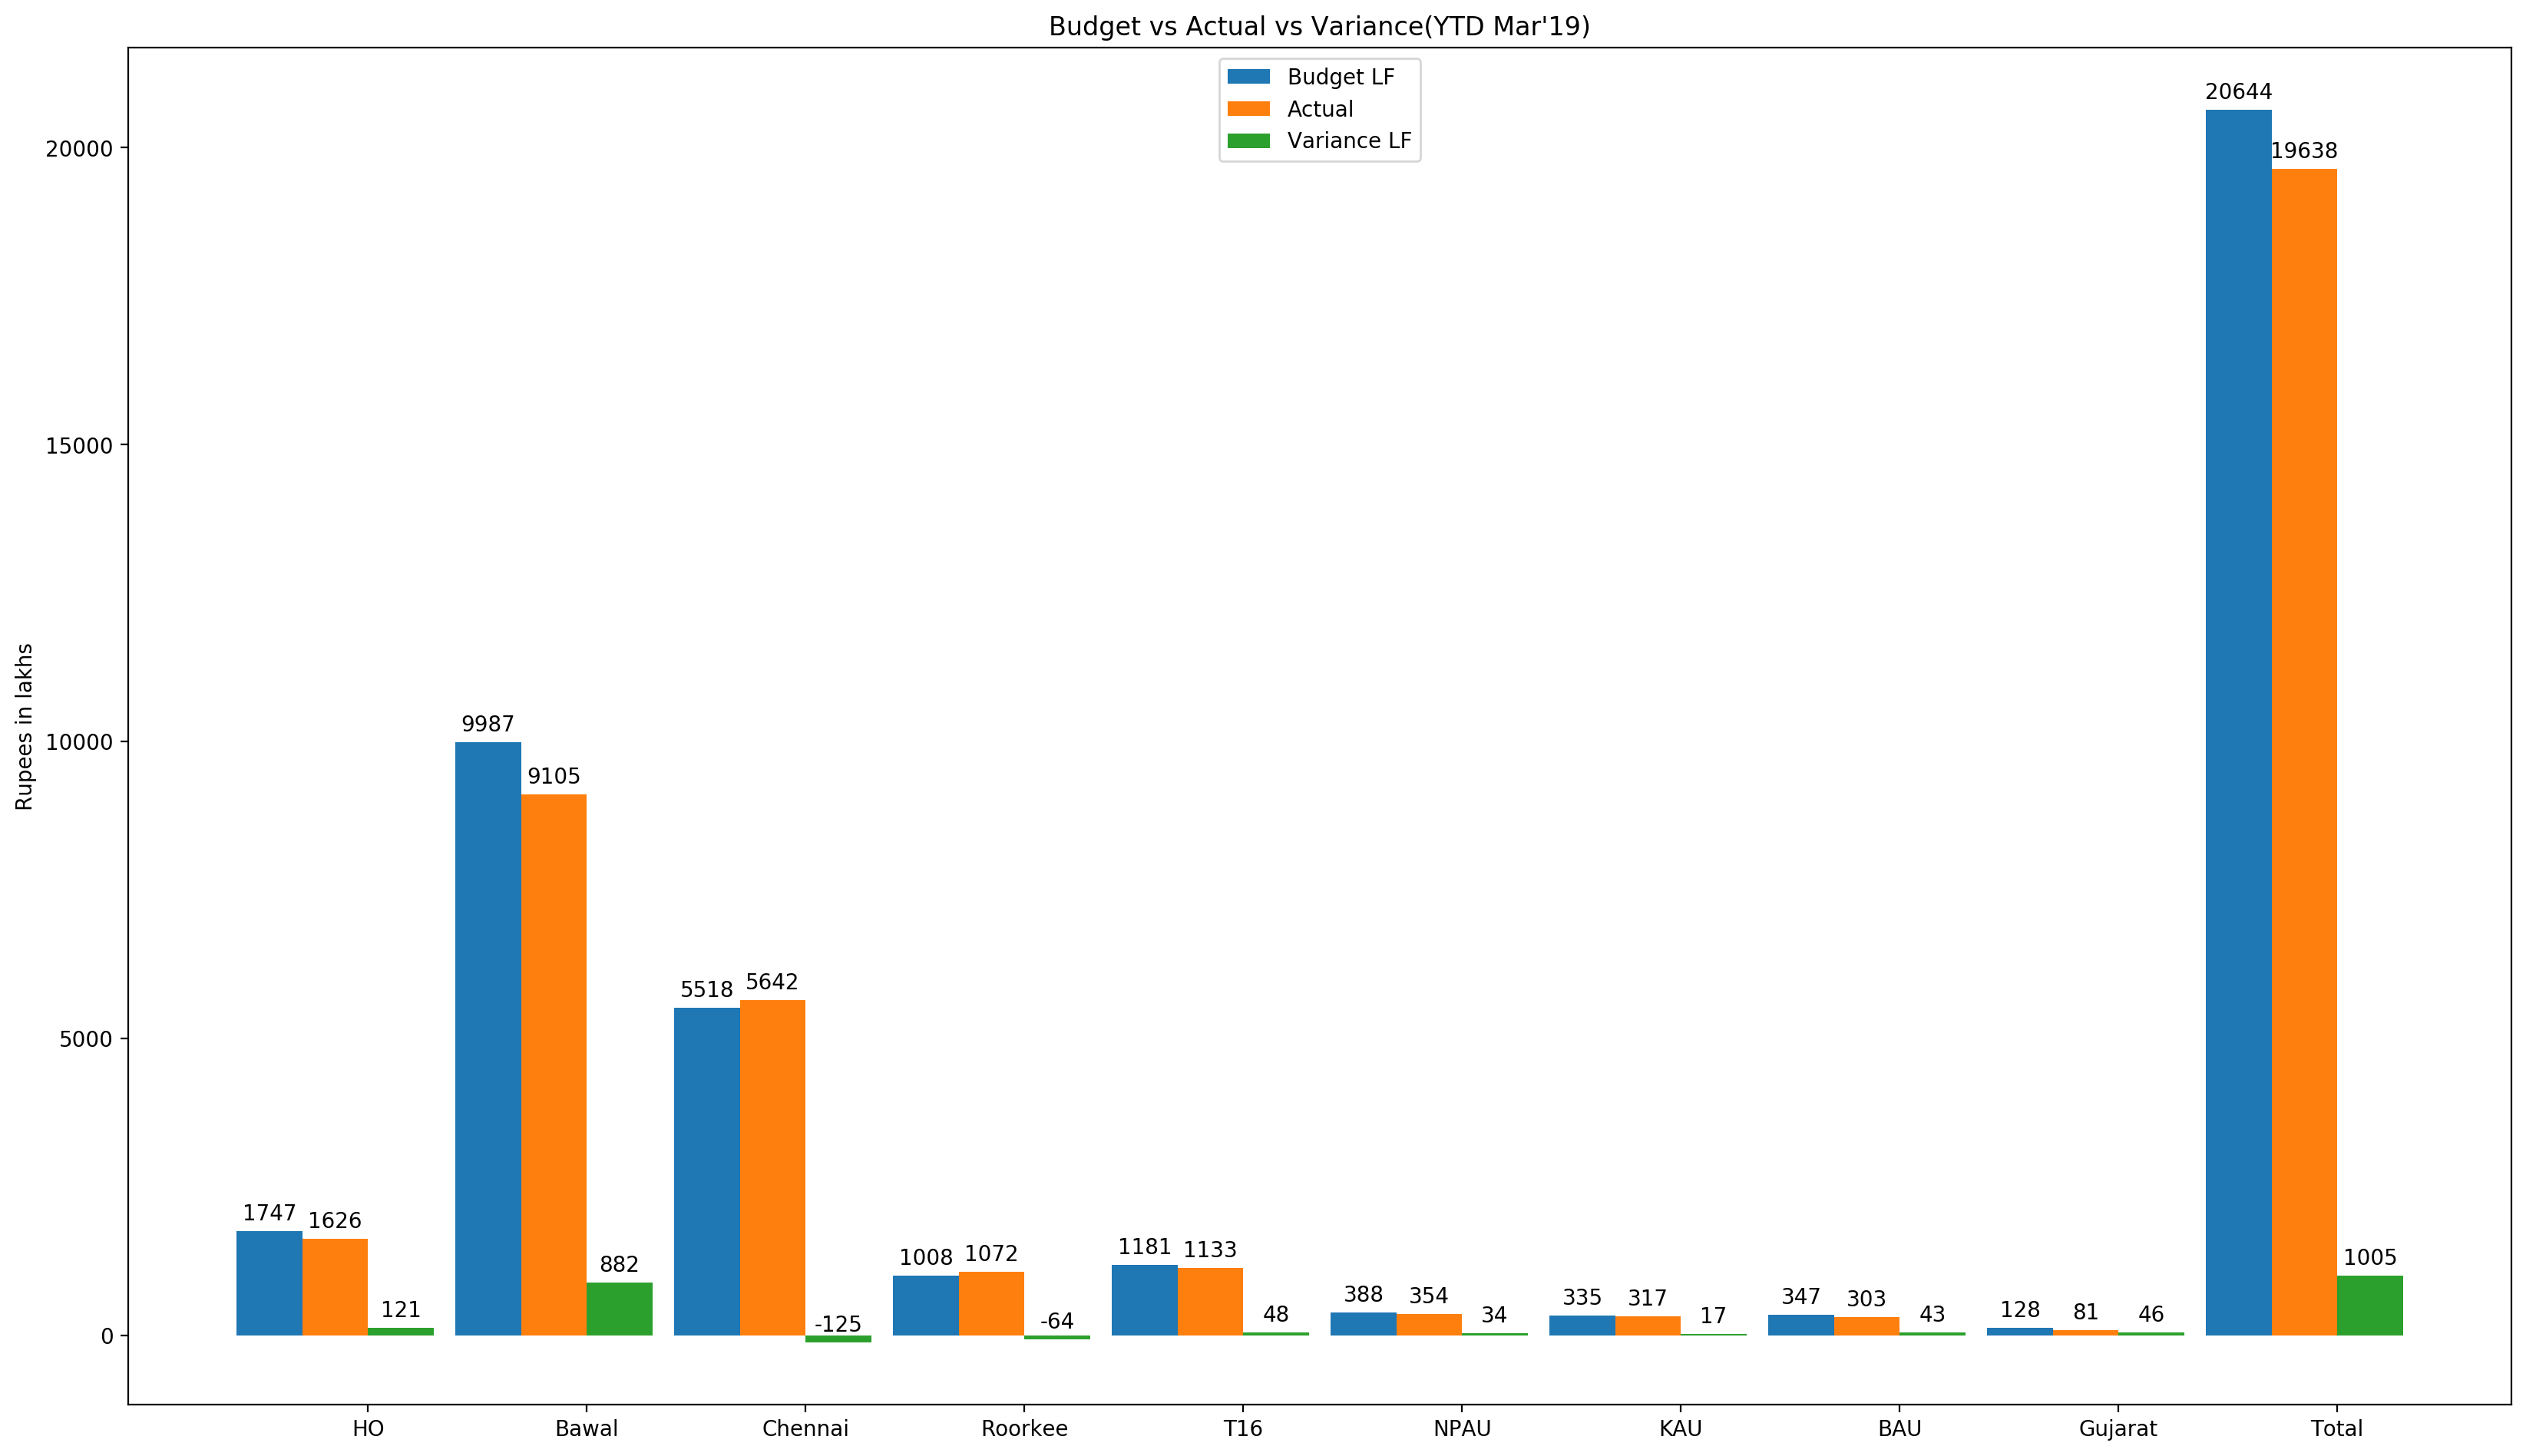 Budget vs Actual vs Variance(YTD Mar'19)
Budget LF
Actual
Variance LF
Rupees in lakhs
20000
15000
10000
5000
0
1747 1626 121
9987 9105 882
5518 5642 -125
1008 1072 -64
1181 1133 48
388 354 34
335 317 17
347 303 43
128 81 46
20644 19638 1005
HO Bawal Chennai Roorkee T16 NPAU KAU BAU Gujarat Total